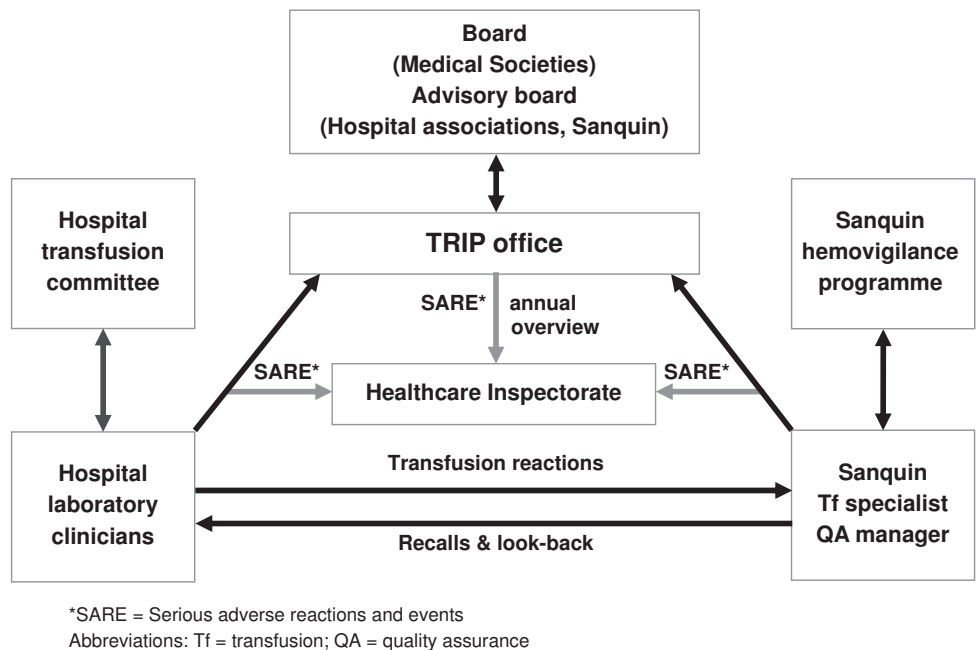 Board
(Medical Societies)
Advisory board
(Hospital associations, Sanquin)
Hospital
transfusion
committee
TRIP office
Sanquin
hemovigilance
programme
SARE* annual
overview
SARE*
Healthcare Inspectorate
SARE*
Hospital
laboratory
clinicians
Transfusion reactions
Recalls & look-back
Sanquin
Tf specialist
QA manager
*SARE = Serious adverse reactions and events
Abbreviations: Tf = transfusion; QA = quality assurance